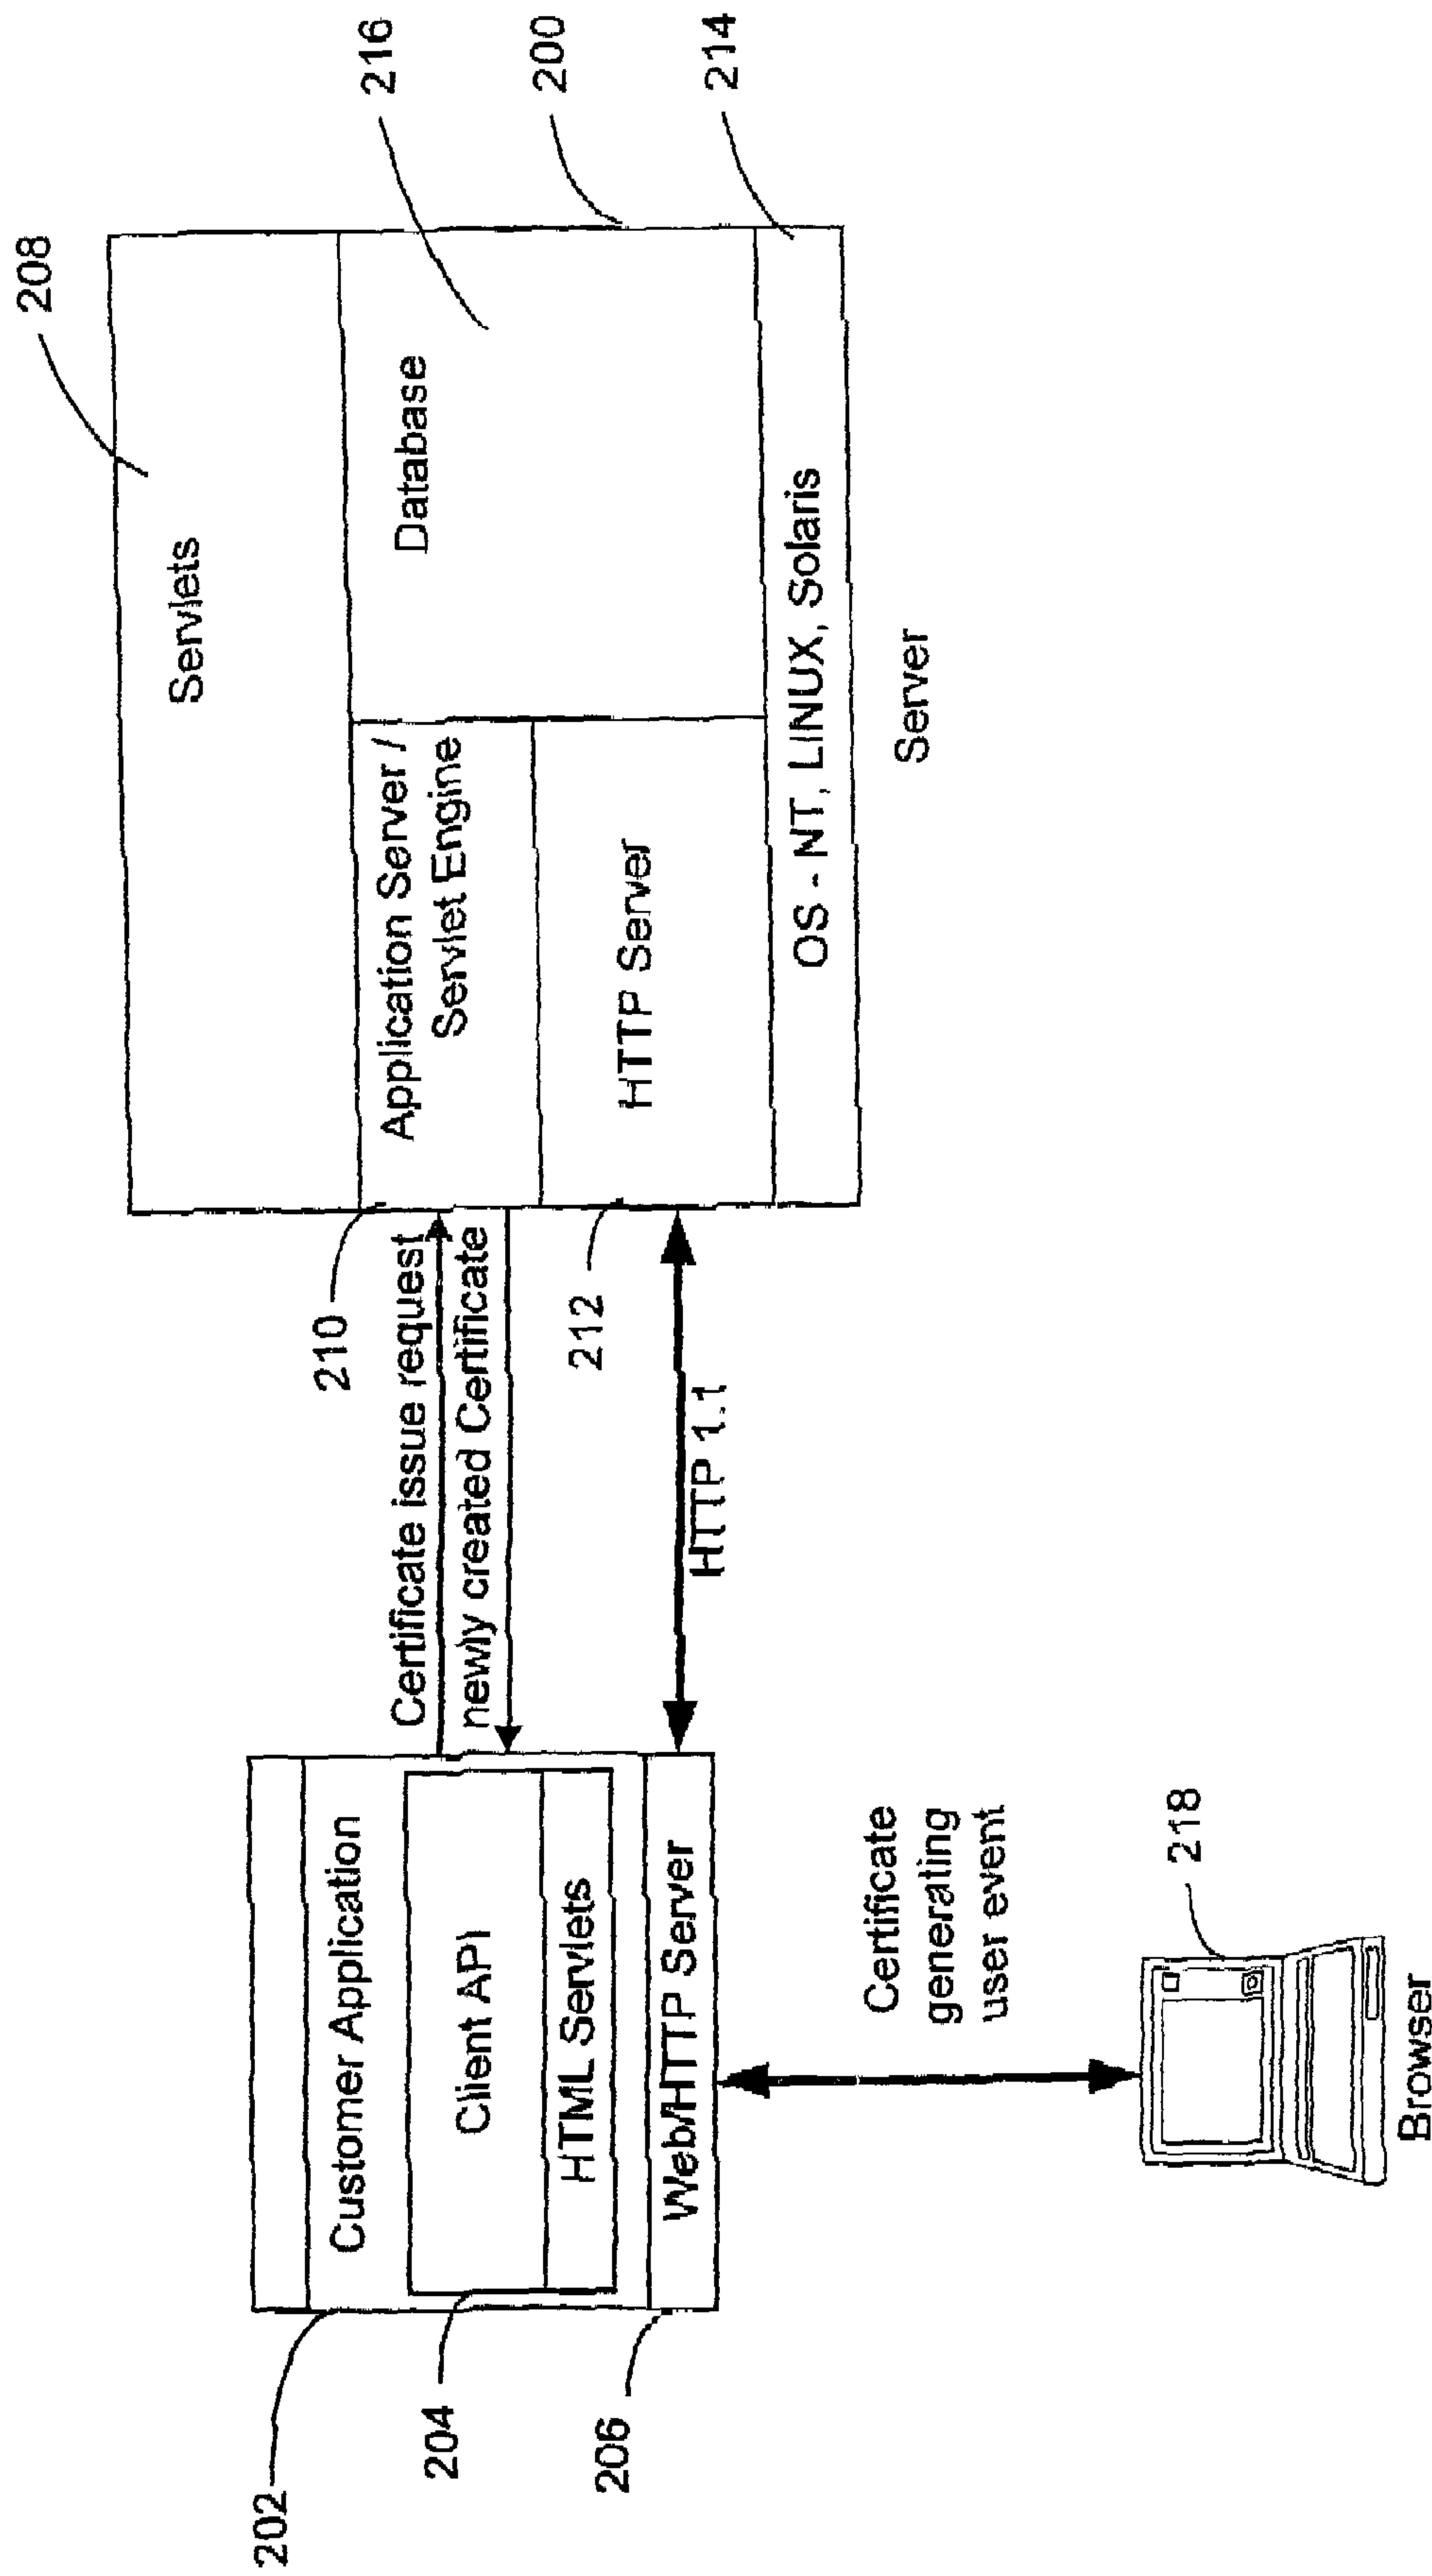 208
216
200
214
Servlets
Database
Application Server /
Servlet Engine
HTTP Server
OS - NT, LINUX, Solaris
Server
210
212
Certificate issue request
newly created Certificate
HTTP 1.1
202
204
206
Customer Application
Client API
HTML Servlets
Web/HTTP Server
Certificate
generating
user event
218
Browser